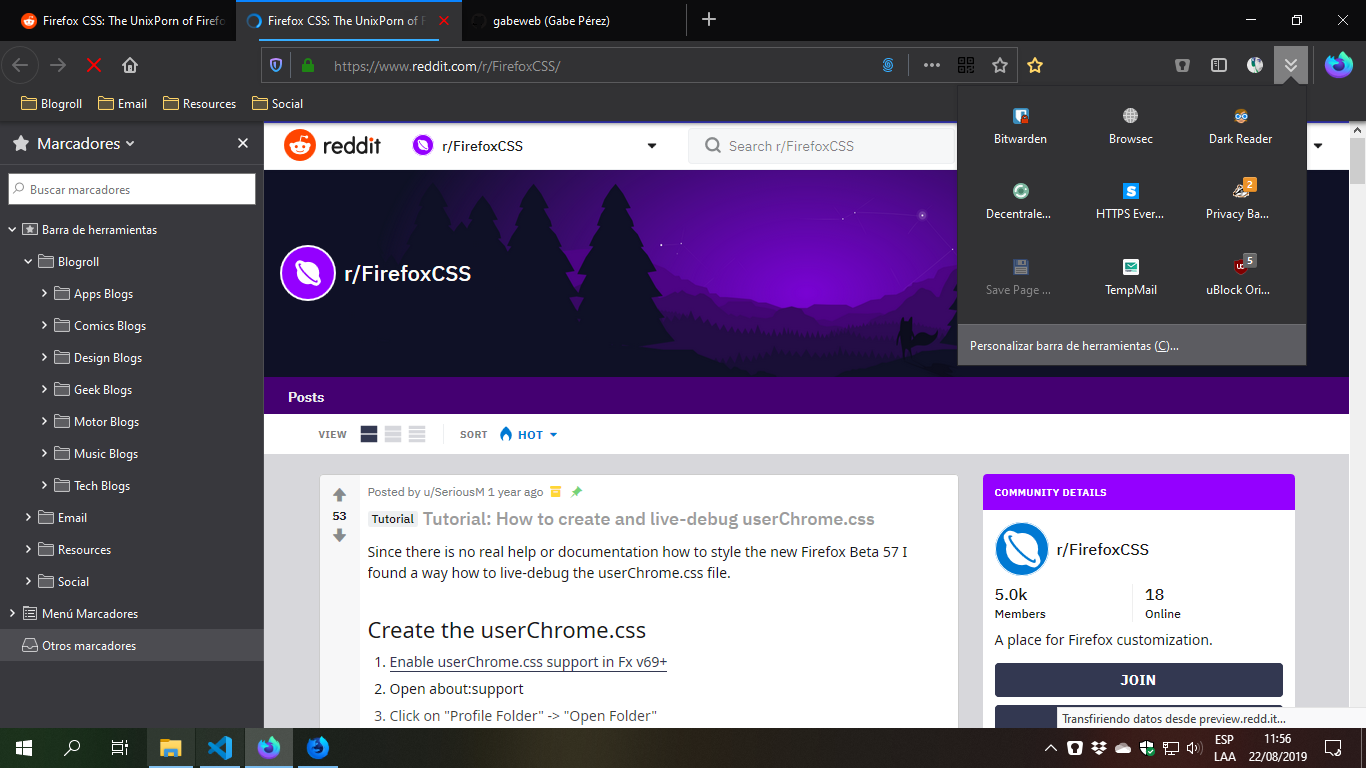 Firefox CSS: The UnixPorn of Firefo
Firefox CSS: The UnixPorn of F
gabeweb (Gabe Pérez)
https://www.reddit.com/r/FirefoxCSS/
Blogroll
Email
Resources
Social
Marcadores
Buscar marcadores
Barra de herramientas
Blogroll
Apps Blogs
Comics Blogs
Design Blogs
Geek Blogs
Motor Blogs
Music Blogs
Tech Blogs
Email
Resources
Social
Menú Marcadores
Otros marcadores
reddit
r/FirefoxCSS
Search r/FirefoxCSS
r/FirefoxCSS
Bitwarden
Browsec
Dark Reader
Decentrale...
HTTPS Ever...
2
Privacy Ba...
Save Page ...
TempMail
5
uBlock Ori...
Personalizar barra de herramientas (C)...
Posts
VIEW
SORT
HOT
53
Posted by u/SeriousM 1 year ago
Tutorial
Tutorial: How to create and live-debug userChrome.css
Since there is no real help or documentation how to style the new Firefox Beta 57 I
found a way how to live-debug the userChrome.css file.
Create the userChrome.css
1. Enable userChrome.css support in Fx v69+
2. Open about:support
3. Click on "Profile Folder" -> "Open Folder"
COMMUNITY DETAILS
r/FirefoxCSS
5.0k
Members
18
Online
A place for Firefox customization.
JOIN
Transfiriendo datos desde preview.redd.it...
ESP
LAA
11:56
22/08/2019